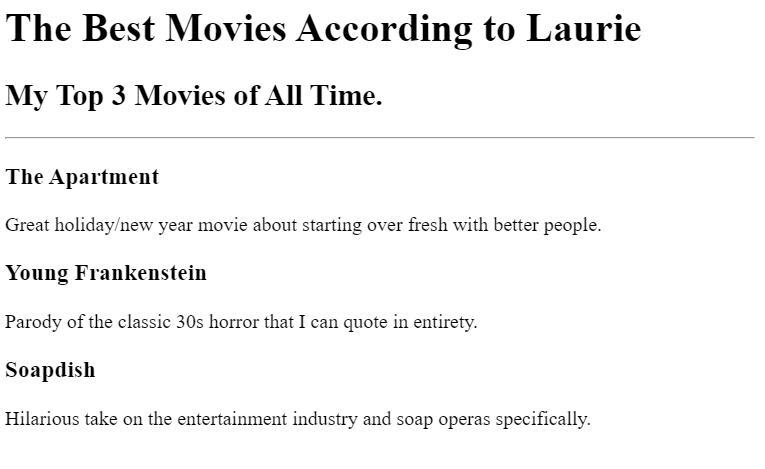 The Best Movies According to Laurie
My Top 3 Movies of All Time.
The Apartment
Great holiday/new year movie about starting over fresh with better people.
Young Frankenstein
Parody of the classic 30s horror that I can quote in entirety.
Soapdish
Hilarious take on the entertainment industry and soap operas specifically.